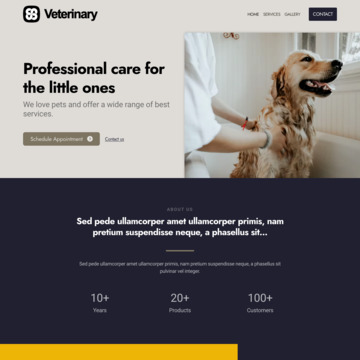 Veterinary
HOME SERVICES GALLERY CONTACT
Professional care for
the little ones
We love pets and offer a wide range of best
services.
Schedule Appointment
Contact us
ABOUT US
Sed pede ullamcorper amet ullamcorper primis, nam
pretium suspendisse neque, a phasellus sit...
Sed pede ullamcorper amet ullamcorper primis, nam pretium suspendisse neque, a phasellus sit
pulvinar vel integer.
10+ 20+ 100+
Years Products Customers